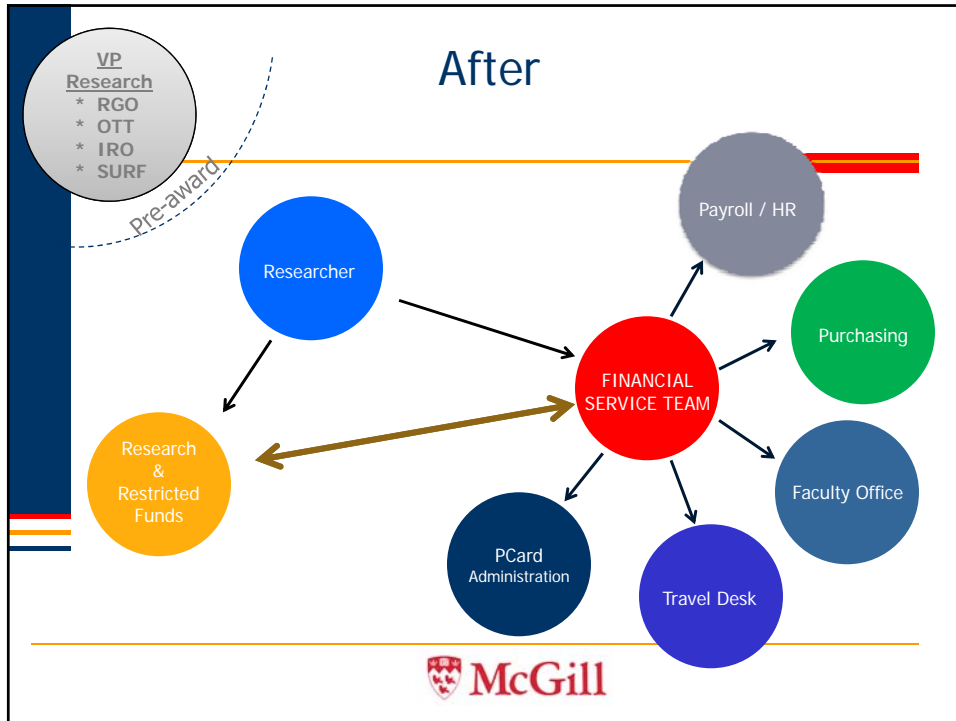 After
VP
Research
* RGO
* OTT
* IRO
* SURF
Pre-award
Payroll / HR
Researcher
Purchasing
FINANCIAL
SERVICE TEAM
Research
&
Restricted
Funds
Faculty Office
PCard
Administration
Travel Desk
McGill